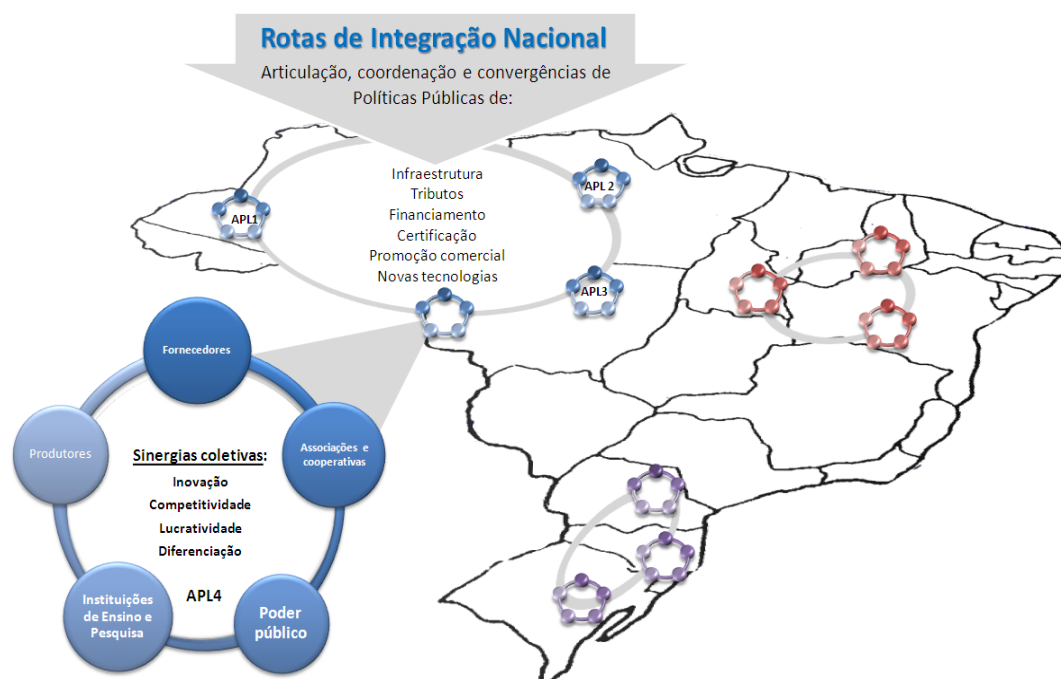 Rotas de Integração Nacional
Articulação, coordenação e convergências de
Políticas Públicas de:
Infraestrutura
Tributos
Financiamento
Certificação
Promoção comercial
Novas tecnologias
APL1
APL 2
APL3
Fornecedores
Produtores
Associações e
cooperativas
Sinergias coletivas:
Inovação
Competitividade
Lucratividade
Diferenciação
APL4
Instituições
de Ensino e
Pesquisa
Poder
público